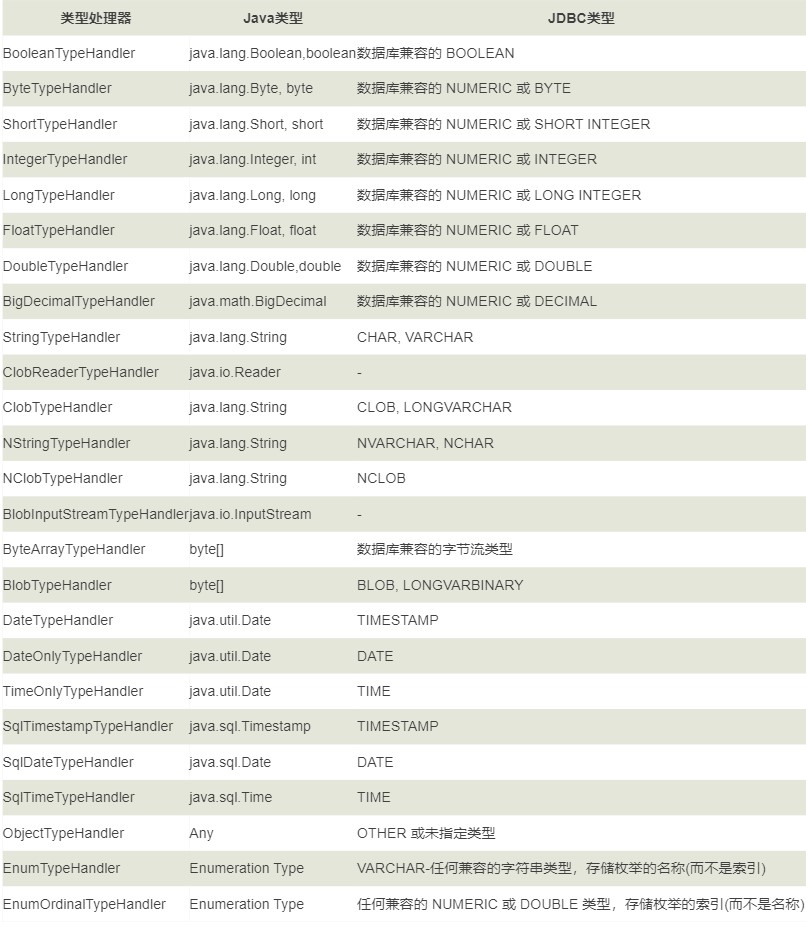 类型处理器 Java类型 JDBC类型
BooleanTypeHandler java.lang.Boolean,boolean 数据库兼容的 BOOLEAN
ByteTypeHandler java.lang.Byte, byte 数据库兼容的 NUMERIC 或 BYTE
ShortTypeHandler java.lang.Short, short 数据库兼容的 NUMERIC 或 SHORT INTEGER
IntegerTypeHandler java.lang.Integer, int 数据库兼容的 NUMERIC 或 INTEGER
LongTypeHandler java.lang.Long, long 数据库兼容的 NUMERIC 或 LONG INTEGER
FloatTypeHandler java.lang.Float, float 数据库兼容的 NUMERIC 或 FLOAT
DoubleTypeHandler java.lang.Double,double 数据库兼容的 NUMERIC 或 DOUBLE
BigDecimalTypeHandler java.math.BigDecimal 数据库兼容的 NUMERIC 或 DECIMAL
StringTypeHandler java.lang.String CHAR, VARCHAR
ClobReaderTypeHandler java.io.Reader -
ClobTypeHandler java.lang.String CLOB, LONGVARCHAR
NStringTypeHandler java.lang.String NVARCHAR, NCHAR
NClobTypeHandler java.lang.String NCLOB
BlobInputStreamTypeHandler java.io.InputStream -
ByteArrayTypeHandler byte[] 数据库兼容的字节流类型
BlobTypeHandler byte[] BLOB, LONGVARBINARY
DateTypeHandler java.util.Date TIMESTAMP
DateOnlyTypeHandler java.util.Date DATE
TimeOnlyTypeHandler java.util.Date TIME
SqlTimestampTypeHandler java.sql.Timestamp TIMESTAMP
SqlDateTypeHandler java.sql.Date DATE
SqlTimeTypeHandler java.sql.Time TIME
ObjectTypeHandler Any OTHER 或未指定类型
EnumTypeHandler Enumeration Type VARCHAR-任何兼容的字符串类型，存储枚举的名称(而不是索引)
EnumOrdinalTypeHandler Enumeration Type 任何兼容的 NUMERIC 或 DOUBLE 类型，存储枚举的索引(而不是名称)